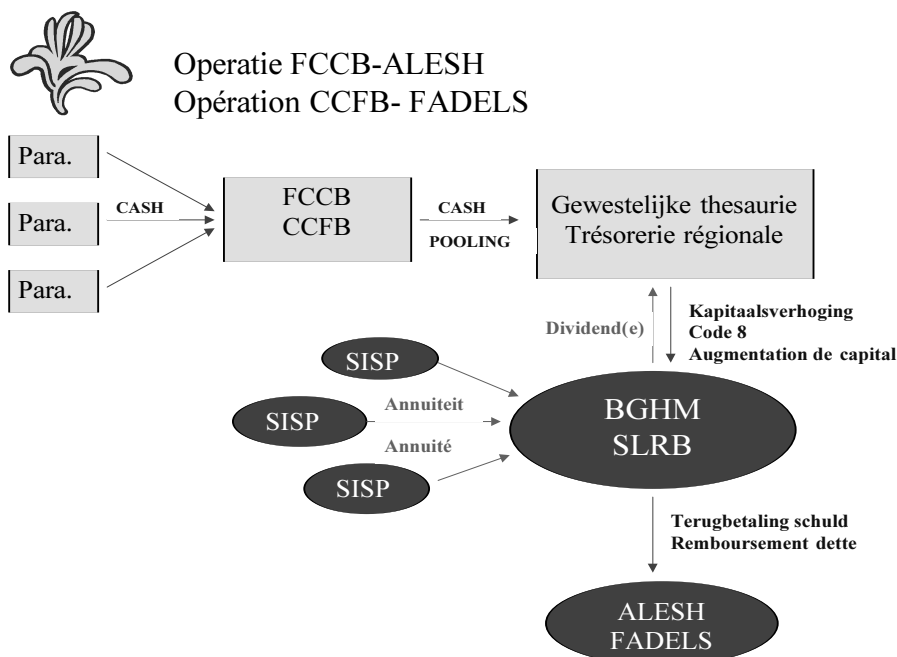 Operatie FCCB-ALESH
Opération CCFB- FADELS
Para.
Para.
Para.
CASH
FCCB
CCFB
CASH
POOLING
Gewestelijke thesaurie
Trésorerie régionale
Dividend(e)
Kapitaalsverhoging
Code 8
Augmentation de capital
SISP
SISP
SISP
Annuiteit
Annuité
BGHM
SLRB
Terugbetaling schuld
Remboursement dette
ALESH
FADELS